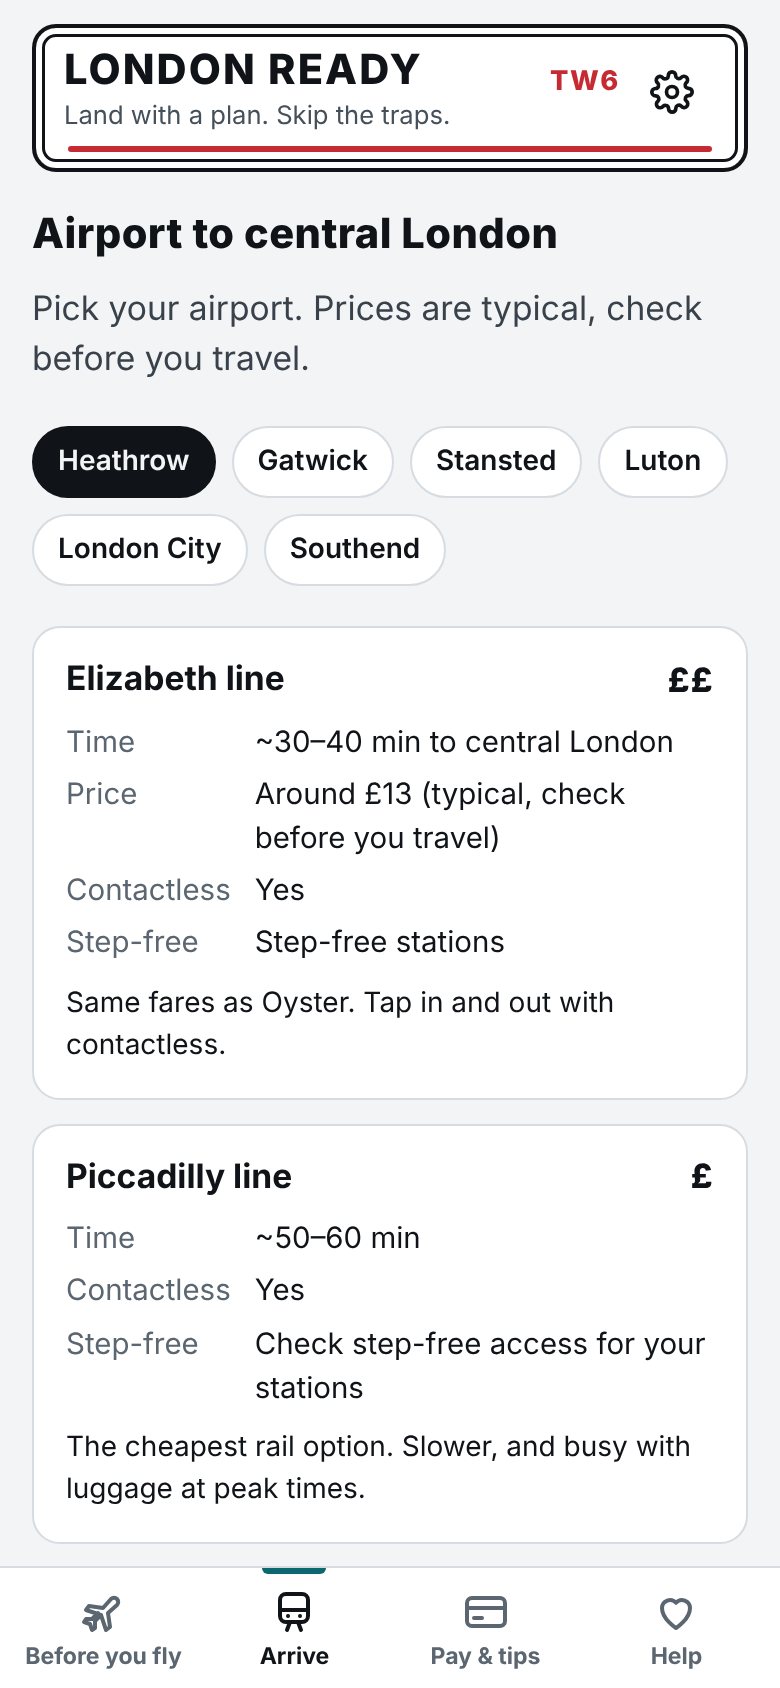 LONDON READY
TW6
Land with a plan. Skip the traps.
Airport to central London
Pick your airport. Prices are typical, check
before you travel.
Heathrow Gatwick Stansted Luton
London City Southend
Elizabeth line ££
Time ~30–40 min to central London
Price Around £13 (typical, check
before you travel)
Contactless Yes
Step-free Step-free stations
Same fares as Oyster. Tap in and out with
contactless.
Piccadilly line £
Time ~50–60 min
Contactless Yes
Step-free Check step-free access for your
stations
The cheapest rail option. Slower, and busy with
luggage at peak times.
Before you fly Arrive Pay & tips Help